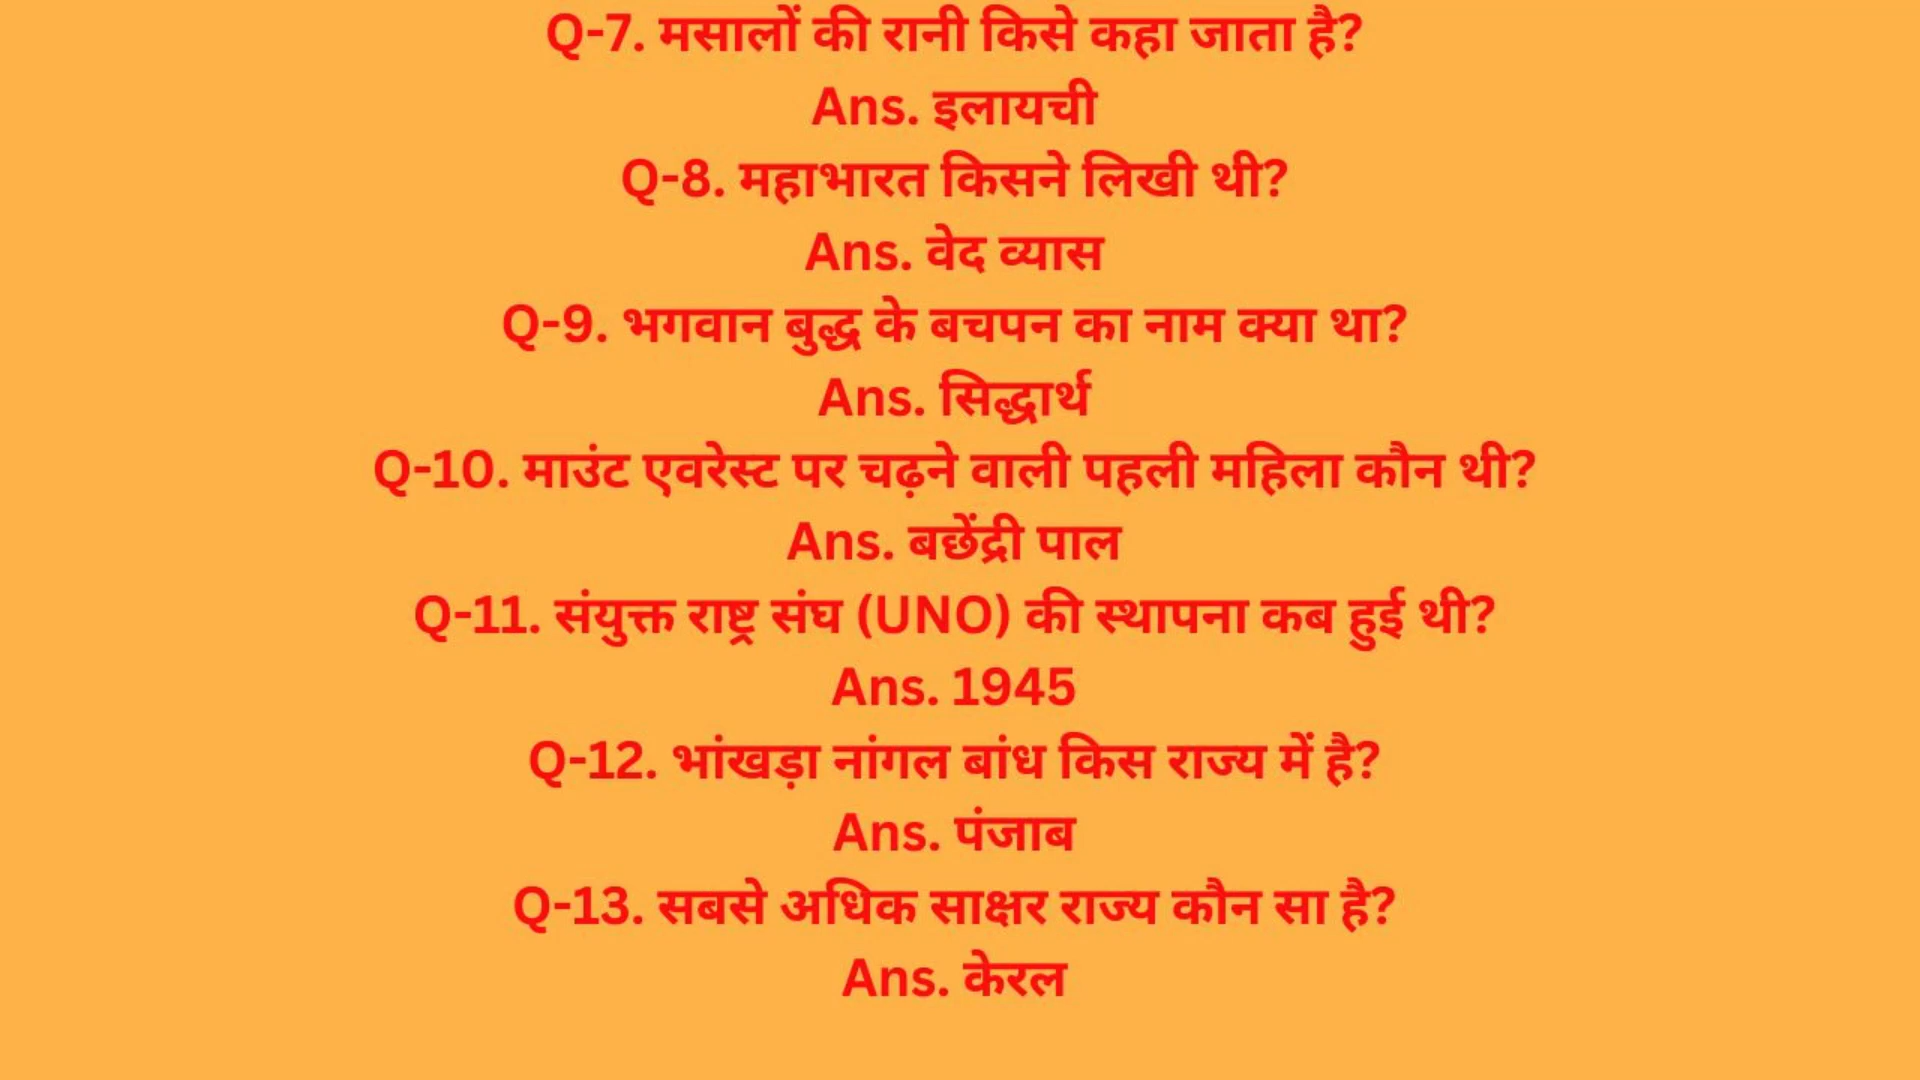 Q-7. मसालों की रानी किसे कहा जाता है?
Ans. इलायची
Q-8. महाभारत किसने लिखी थी?
Ans. वेद व्यास
Q-9. भगवान बुद्ध के बचपन का नाम क्या था?
Ans. सिद्धार्थ
Q-10. माउंट एवरेस्ट पर चढ़ने वाली पहली महिला कौन थी?
Ans. बछेंद्री पाल
Q-11. संयुक्त राष्ट्र संघ (UNO) की स्थापना कब हुई थी?
Ans. 1945
Q-12. भांखड़ा नांगल बांध किस राज्य में है?
Ans. पंजाब
Q-13. सबसे अधिक साक्षर राज्य कौन सा है?
Ans. केरल